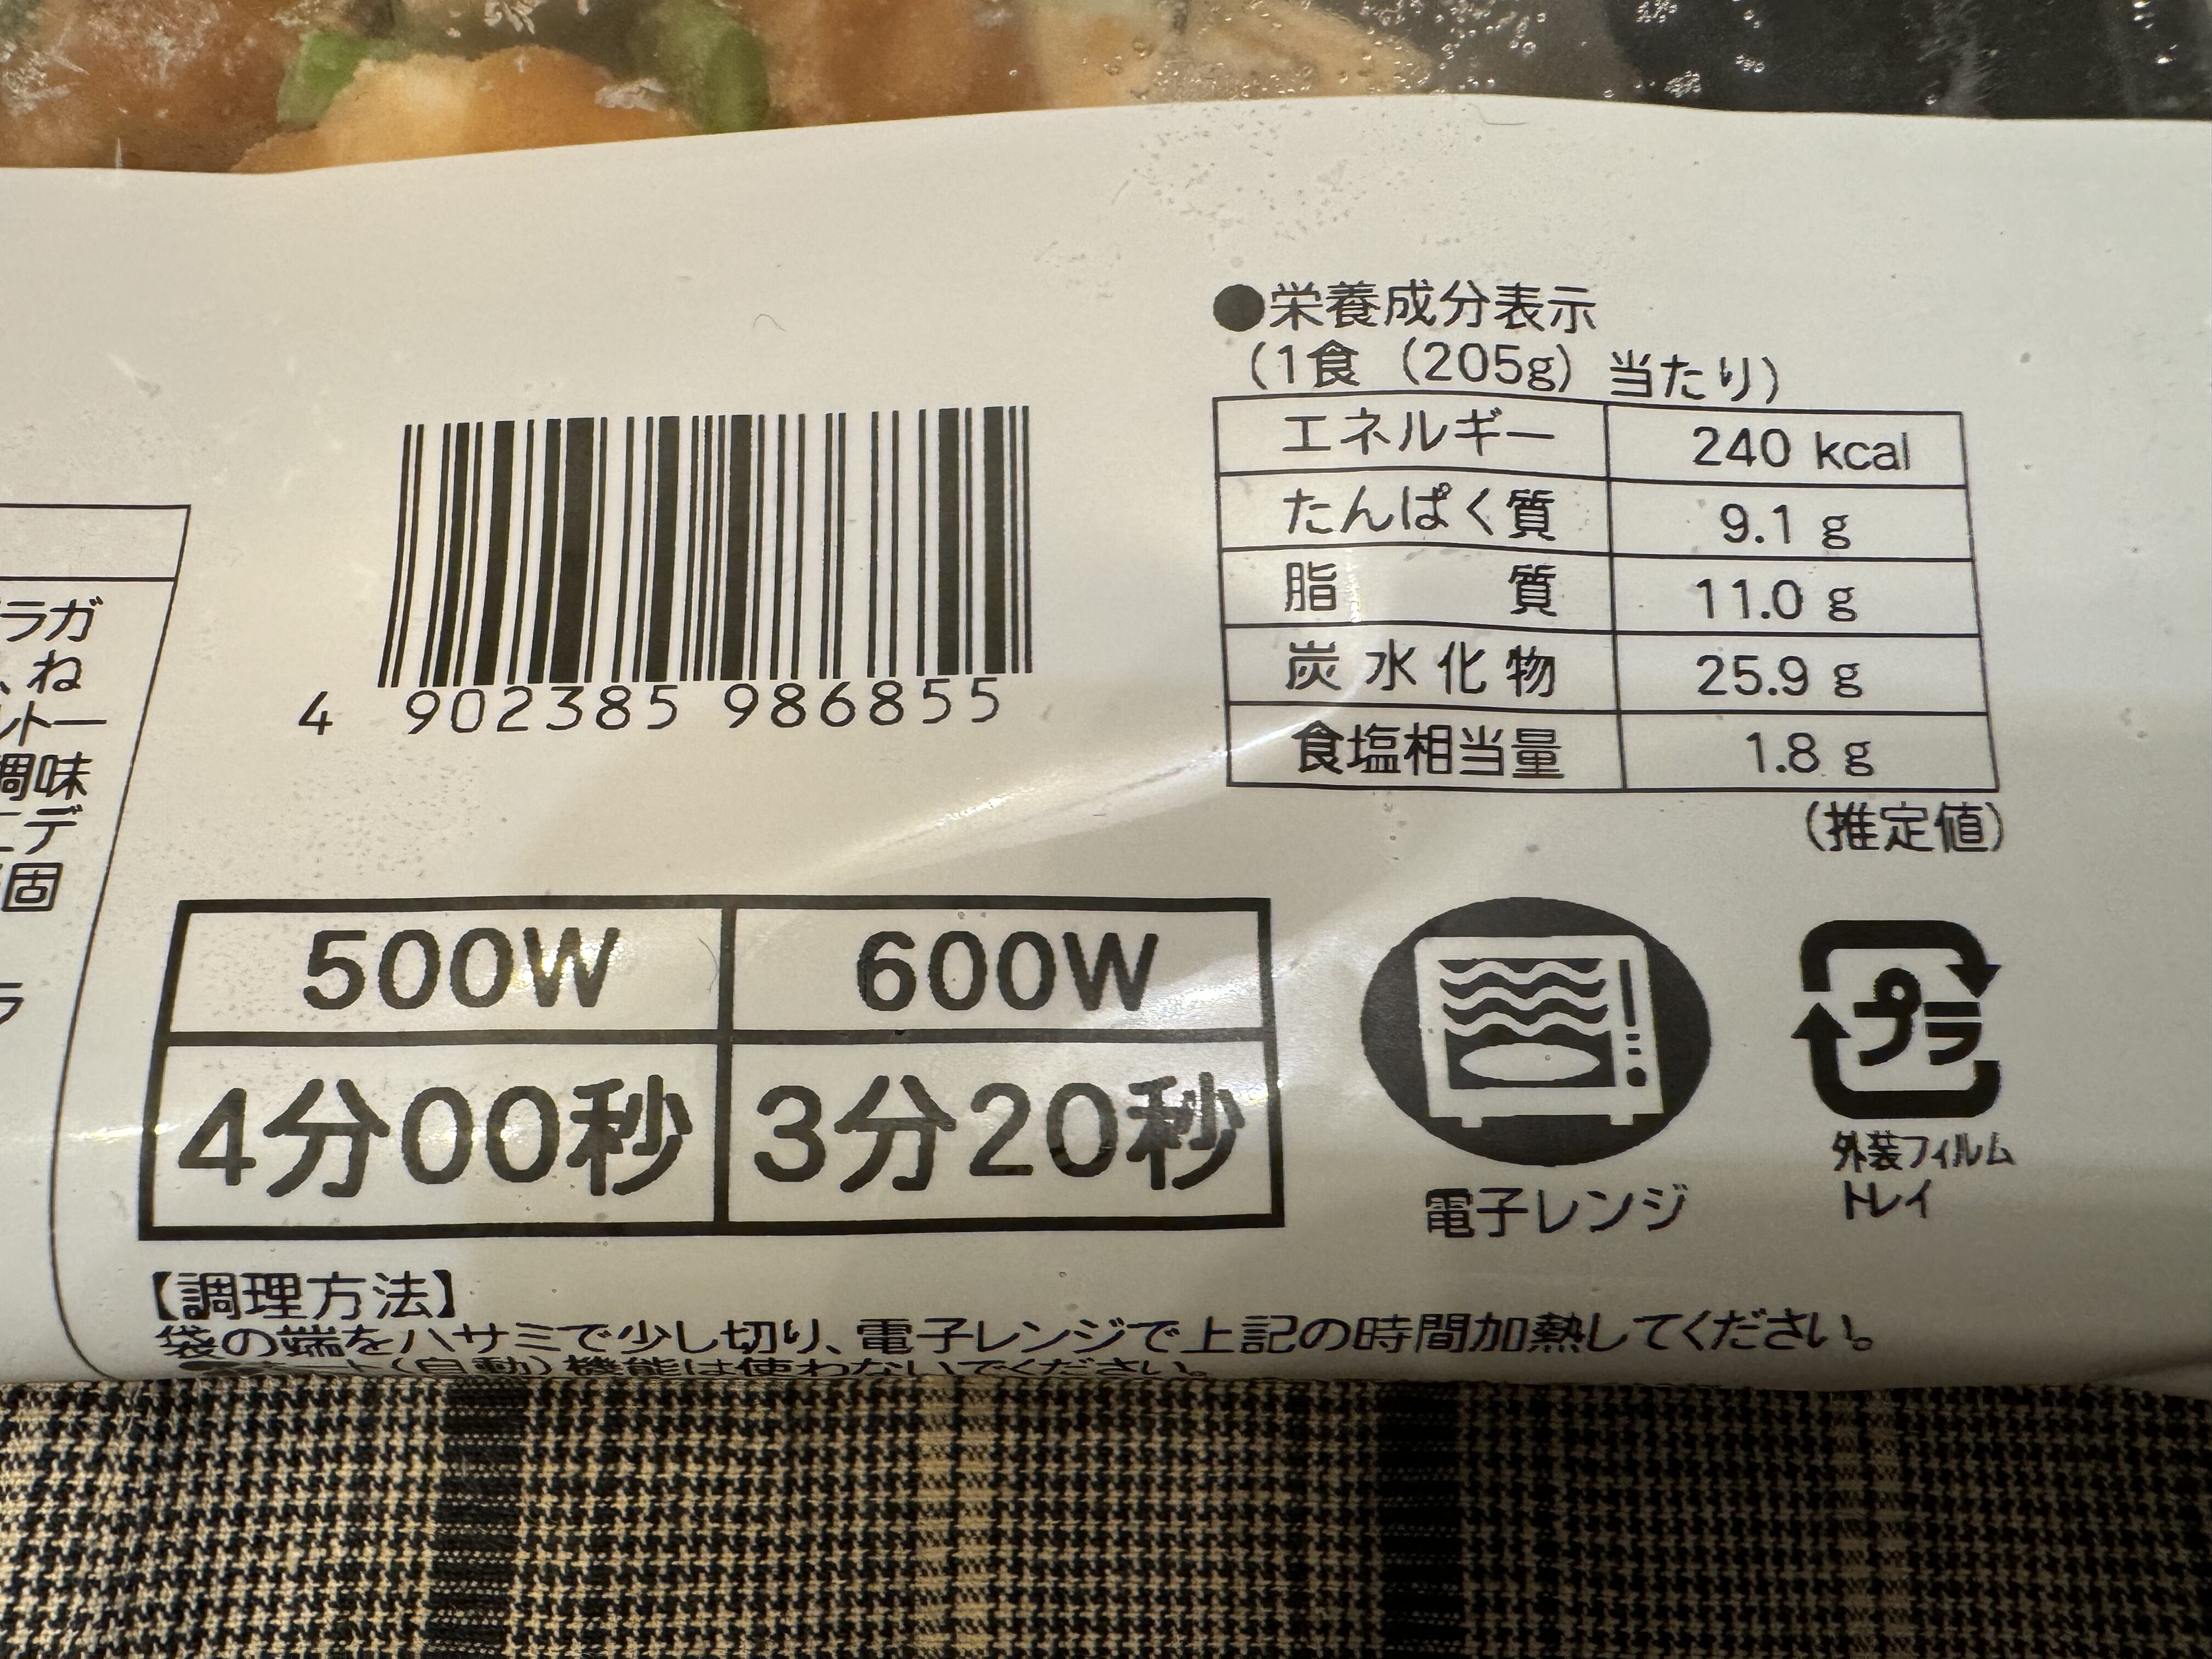 ラガ
、ね
ルトー
調味
ニデ
固
ラ
4 902385 986855
●栄養成分表示
(1食 (205g) 当たり)
エネルギー 240 kcal
たんぱく質 9.1 g
脂 質 11.0 g
炭水化物 25.9 g
食塩相当量 1.8 g
(推定値)
500W 600W
4分00秒 3分20秒
電子レンジ
プラ
外装フィルム
トレイ
【調理方法】
袋の端をハサミで少し切り、電子レンジで上記の時間加熱してください。
(自動)機能は使わないでください。